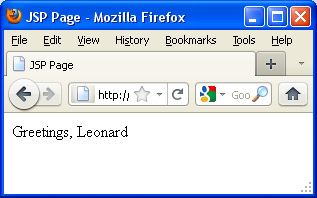 JSP Page - Mozilla Firefox
File Edit View History Bookmarks Tools Help
JSP Page
http:/ Goo
Greetings, Leonard